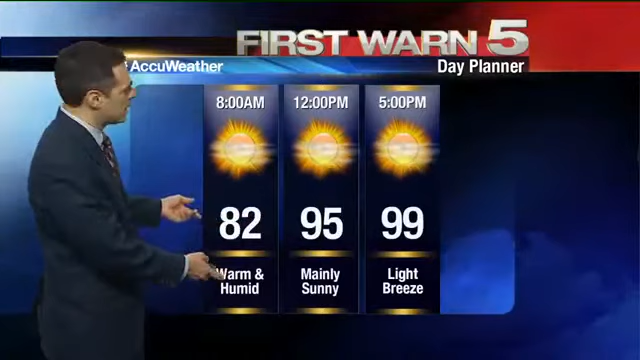 FIRST WARN 5
AccuWeather
Day Planner
8:00AM 12:00PM 5:00PM
82 95 99
Warm & Humid
Mainly Sunny
Light Breeze